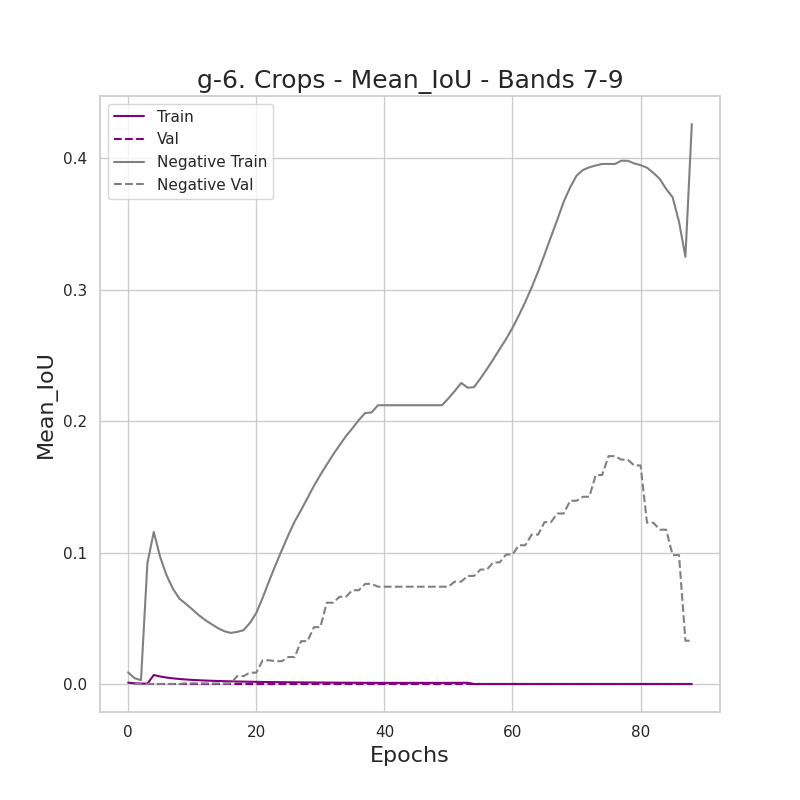 g-6. Crops - Mean_IoU - Bands 7-9
Train
Val
Negative Train
Negative Val
Mean_IoU
0.4
0.3
0.2
0.1
0.0
0 20 40 60 80
Epochs